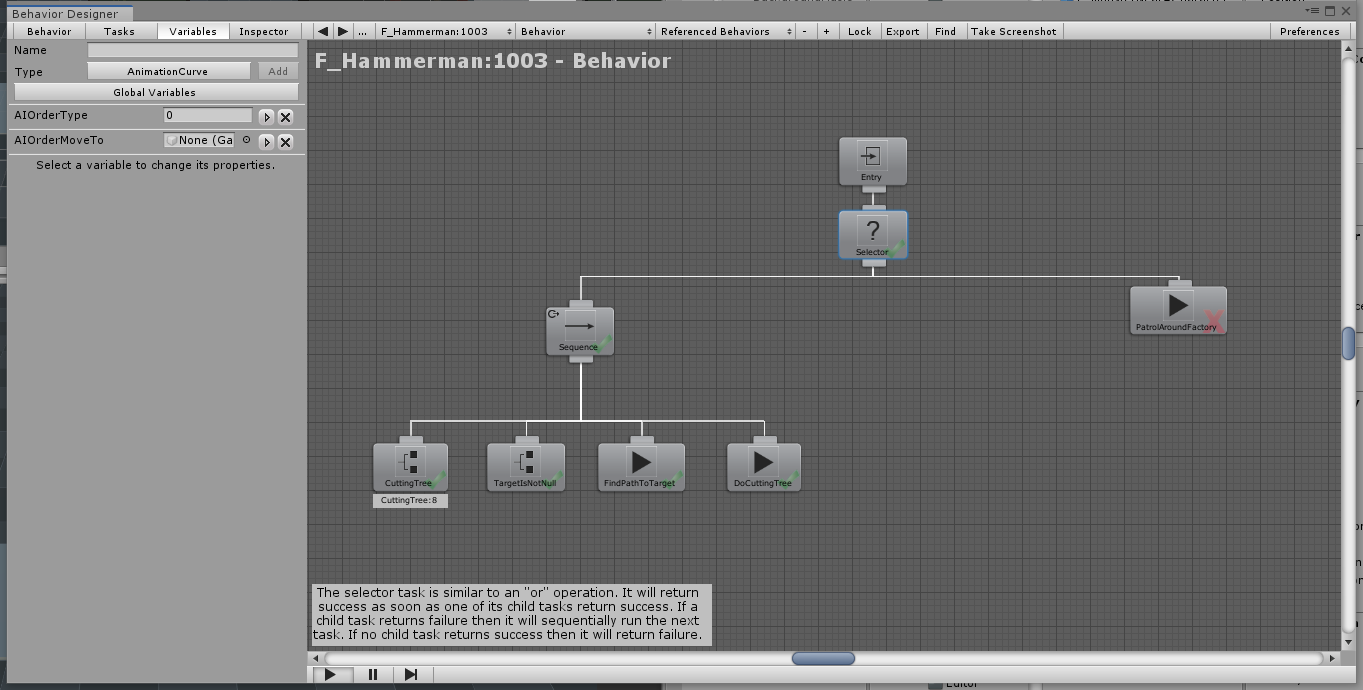 Behavior Designer
Behavior Tasks Variables Inspector ... F_Hammerman:1003 Behavior Referenced Behaviors - + Lock Export Find Take Screenshot Preferences
Name
Type AnimationCurve Add
Global Variables
AIOrderType 0
AIOrderMoveTo None (Ga
Select a variable to change its properties.
F_Hammerman:1003 - Behavior
Entry
?
Selector
PatrolAroundFactory
Sequence
CuttingTree TargetIsNotNull FindPathToTarget DoCuttingTree
CuttingTree:8
The selector task is similar to an "or" operation. It will return
success as soon as one of its child tasks return success. If a
child task returns failure then it will sequentially run the next
task. If no child task returns success then it will return failure.
Editor